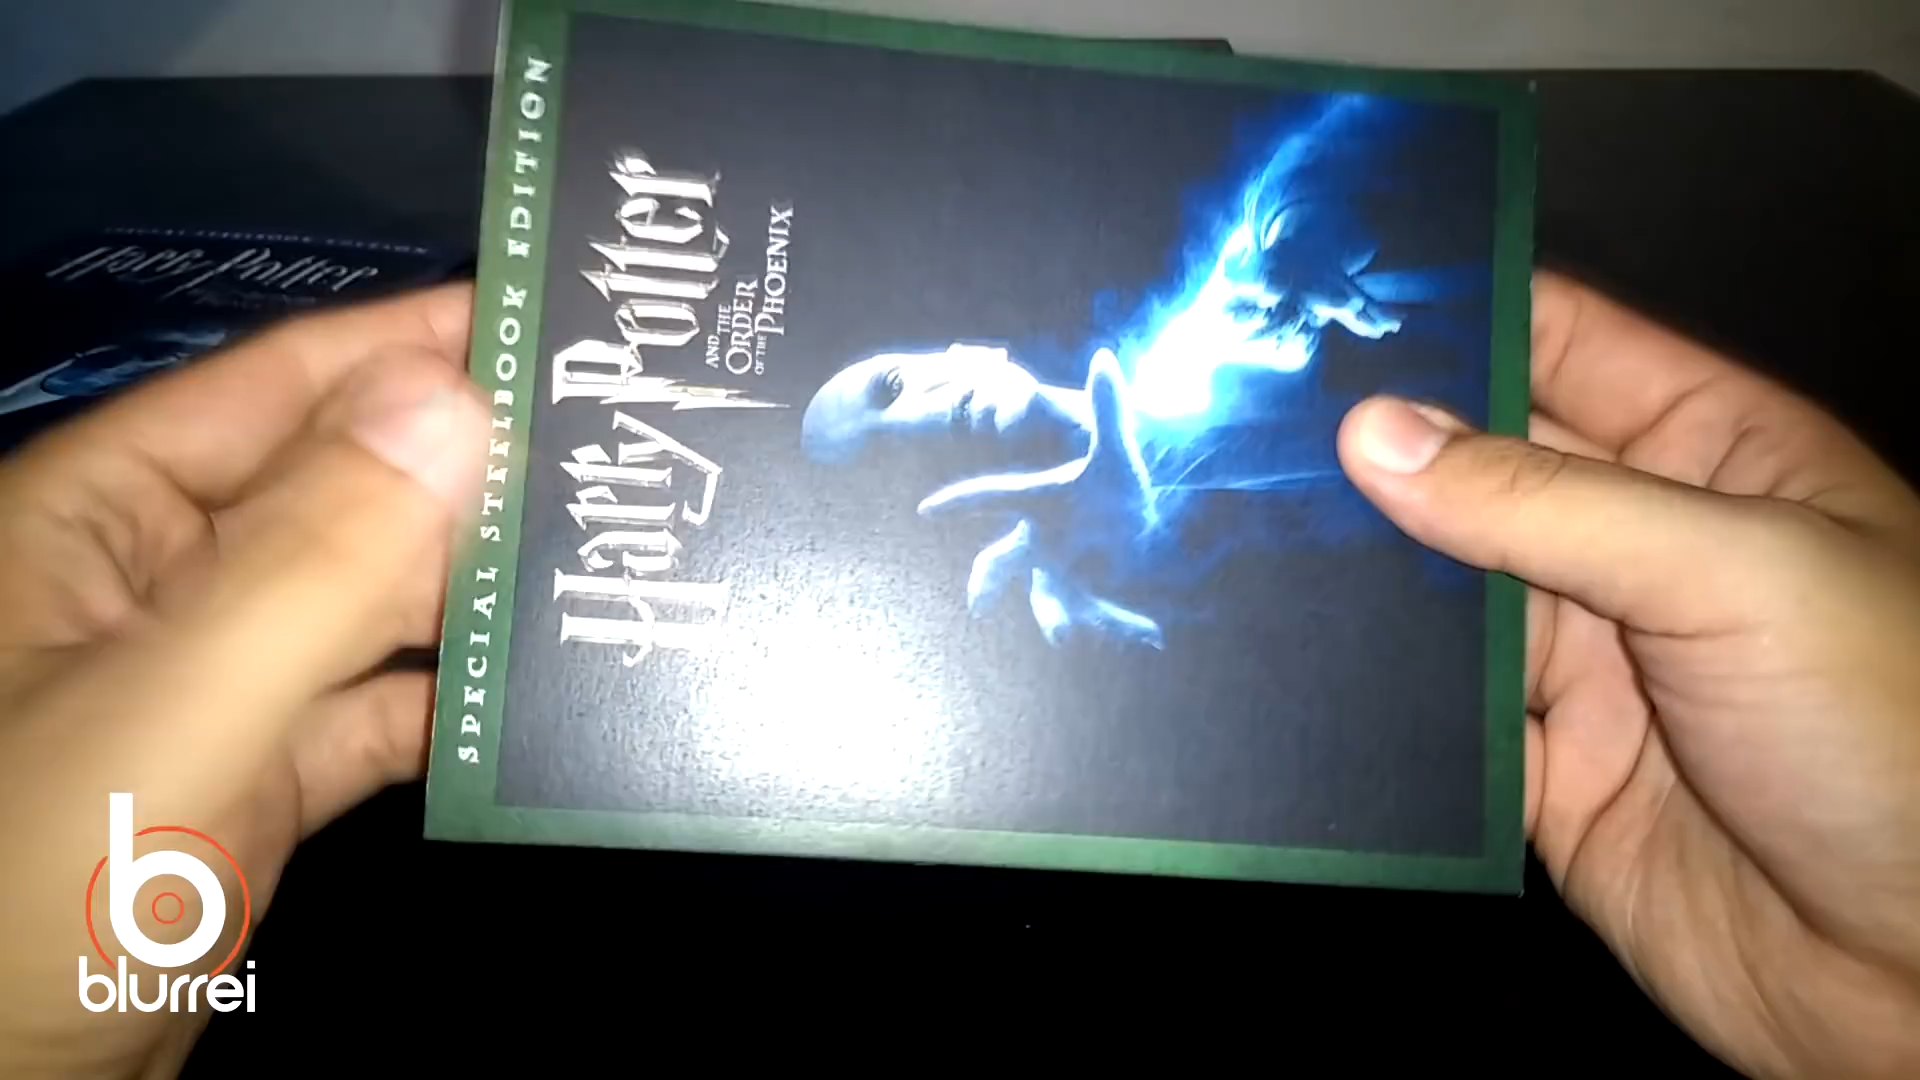 SPECIAL STEELBOOK EDITION
Harry Potter
AND THE
ORDER
OF THE PHOENIX
Harry Potter
blurrei